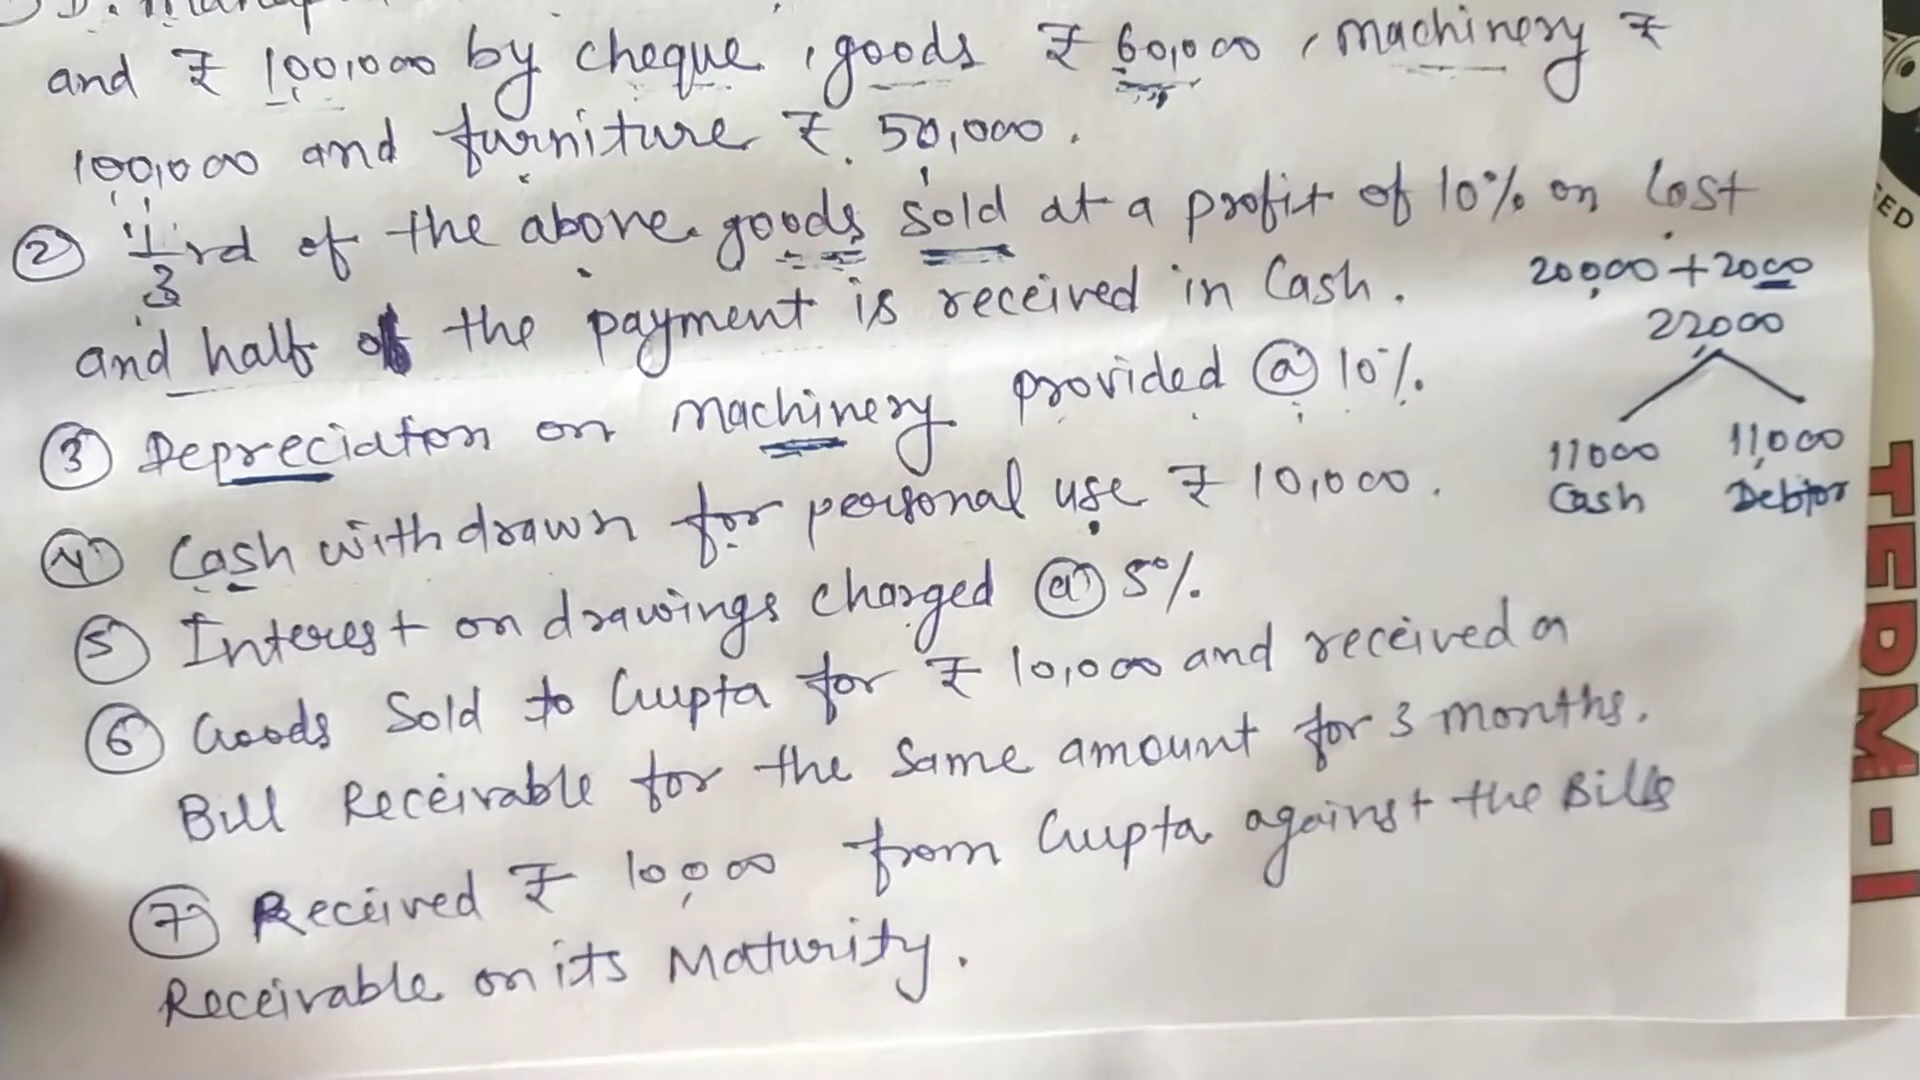 and ₹ 100,000 by cheque, goods ₹ 60,000, machinery ₹
100,000 and furniture ₹. 50,000.
② 1/3rd of the above goods sold at a profit of 10% on Cost
and half of the payment is received in Cash.
20,000 + 2000
22000
11000
Cash
11,000
Debtor
③ Depreciation on machinery provided @ 10%.
④ Cash withdrawn for personal use ₹ 10,000.
⑤ Interest on drawings charged @ 5%.
⑥ Goods Sold to Gupta for ₹ 10,000 and received a
Bill Receivable for the same amount for 3 months.
⑦ Received ₹ 10,000 from Gupta against the Bills
Receivable on its Maturity.
TERM-I